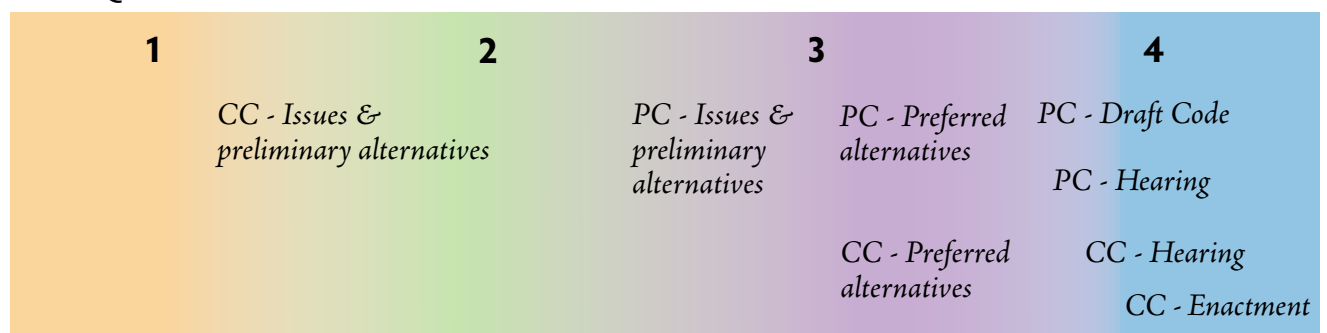 1
2
3
4
CC - Issues &
preliminary alternatives
PC - Issues &
preliminary
alternatives
PC - Preferred
alternatives
CC - Preferred
alternatives
PC - Draft Code
PC - Hearing
CC - Hearing
CC - Enactment